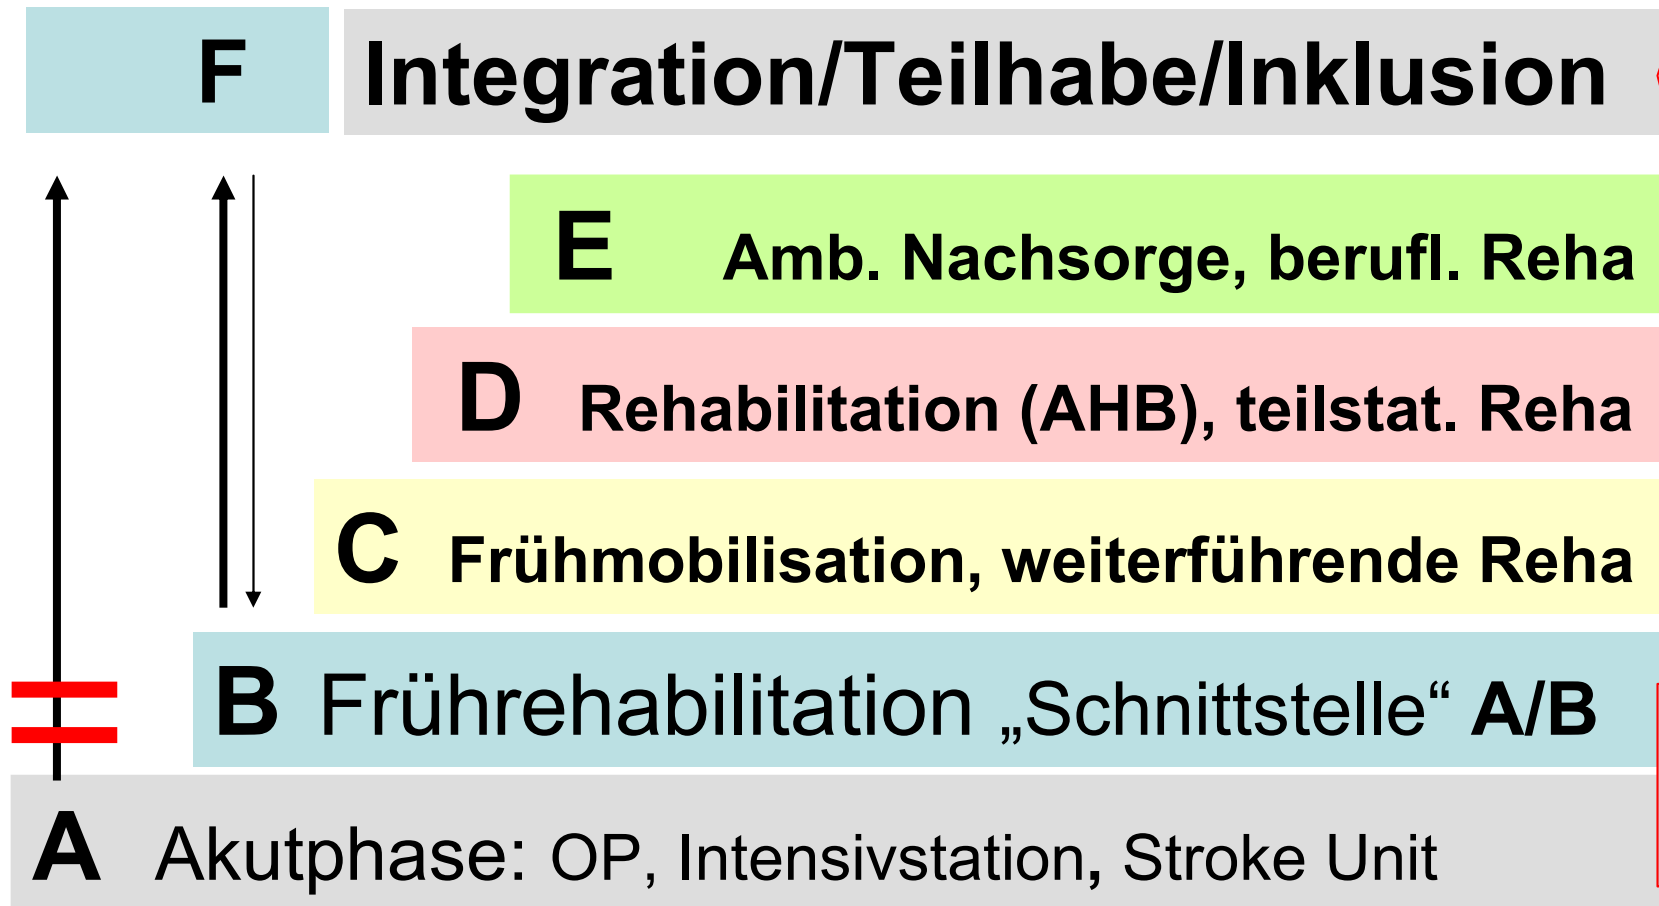 F Integration/Teilhabe/Inklusion
E Amb. Nachsorge, berufl. Reha
D Rehabilitation (AHB), teilstat. Reha
C Frühmobilisation, weiterführende Reha
B Frührehabilitation „Schnittstelle“ A/B
A Akutphase: OP, Intensivstation, Stroke Unit